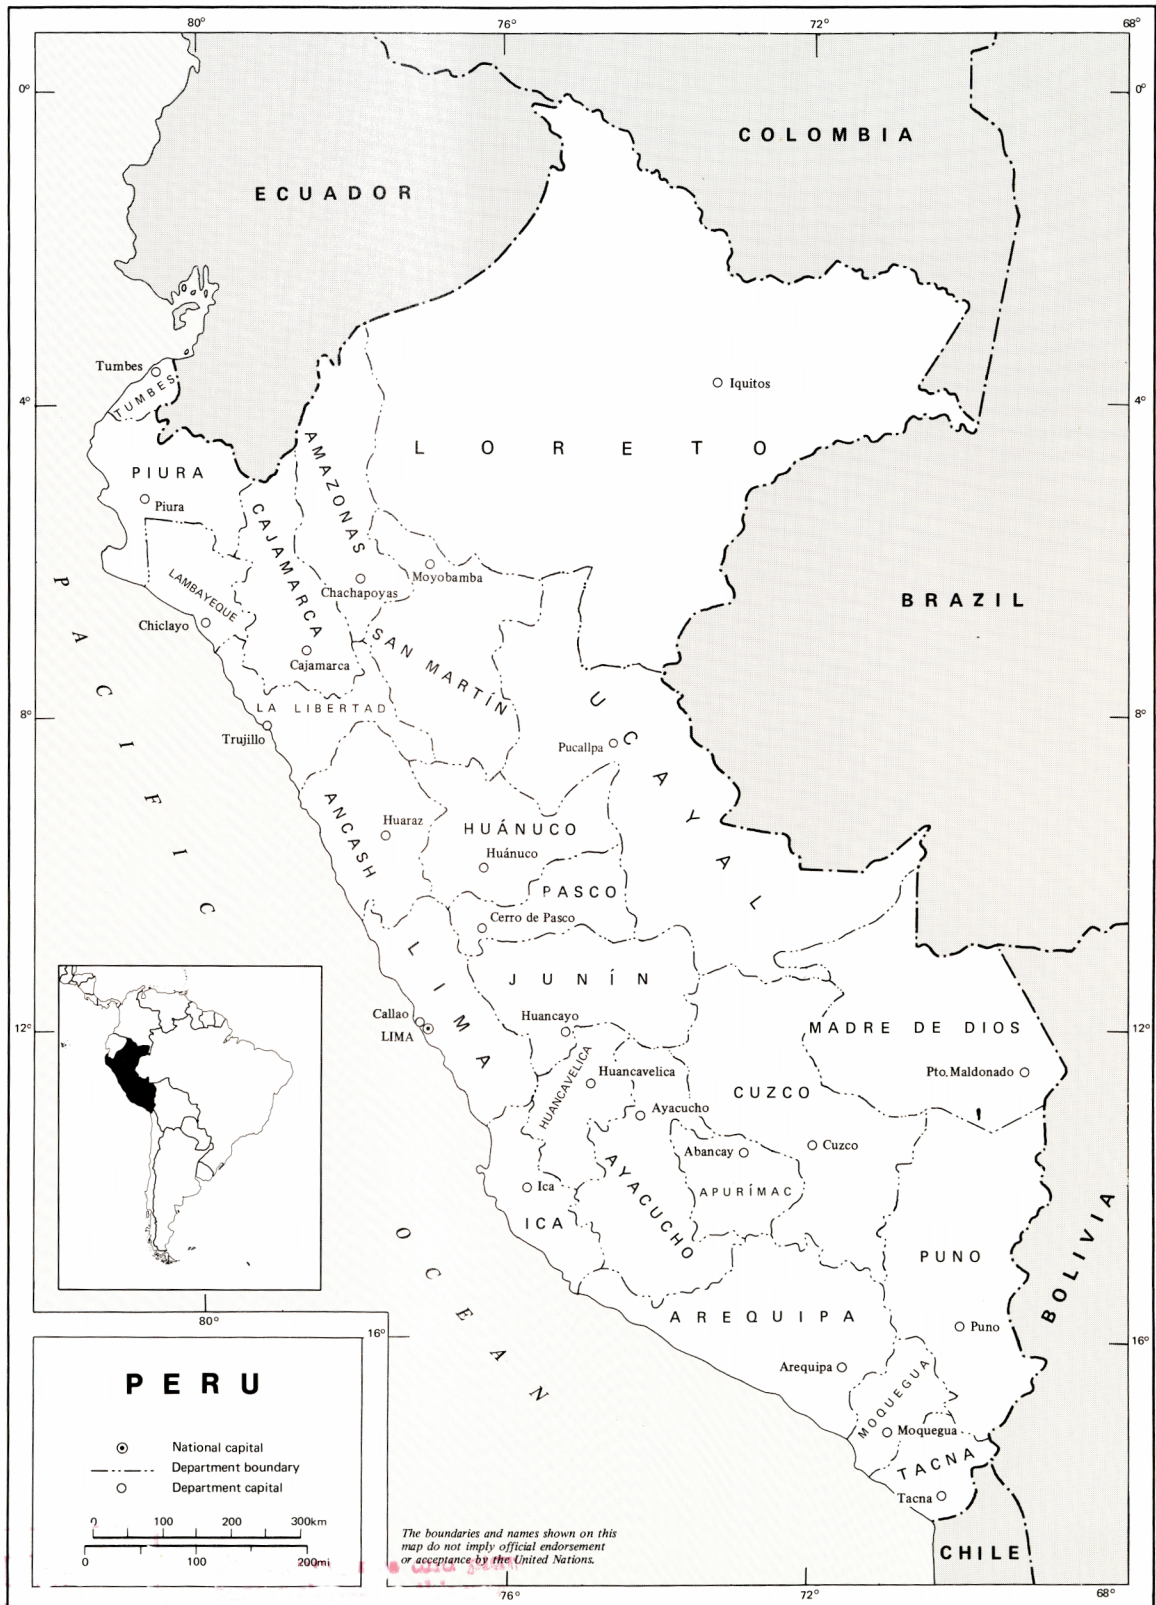 80°
76°
72°
68°
0°
0°
COLOMBIA
ECUADOR
Tumbes
TUMBES
Iquitos
4°
4°
LORETO
AMAZONAS
PIURA
Piura
CAJAMARCA
LAMBAYEQUE
Moyobamba
Chachapoyas
BRAZIL
Chiclayo
SAN MARTÍN
Cajamarca
LA LIBERTAD
8°
8°
Trujillo
Pucallpa
UCAYALI
PACIFIC
ANCASH
Huaraz
HUÁNUCO
Huánuco
PASCO
Cerro de Pasco
LIMA
JUNÍN
Callao
LIMA
Huancayo
12°
12°
MADRE DE DIOS
HUANCAVELICA
Huancavelica
Pto. Maldonado
CUZCO
Ayacucho
Abancay
Cuzco
AYACUCHO
APURÍMAC
Ica
ICA
BOLIVIA
PUNO
OCEAN
AREQUIPA
Puno
80°
16°
16°
Arequipa
MOQUEGUA
Moquegua
TACNA
Tacna
CHILE
PERU
National capital
Department boundary
Department capital
0 100 200 300km
0 100 200mi
The boundaries and names shown on this
map do not imply official endorsement
or acceptance by the United Nations.
76°
72°
68°